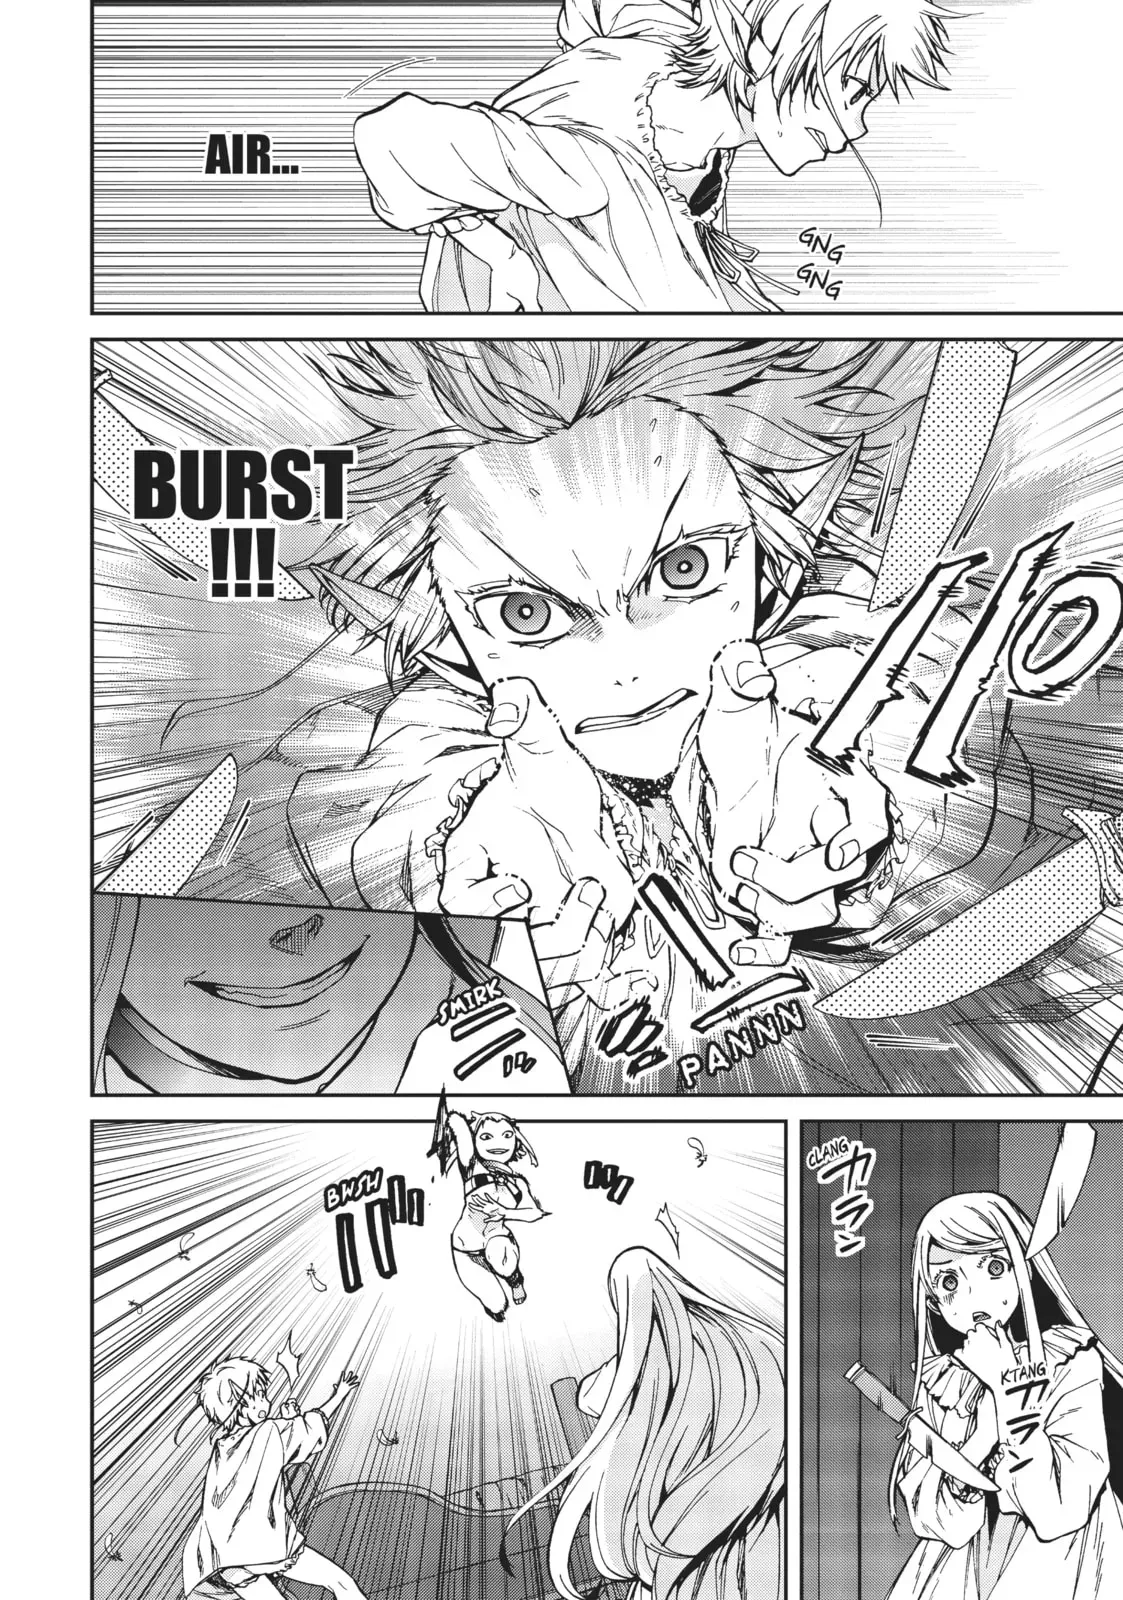 AIR...
GNG
GNG
BURST
!!!
PANNN
SMIRK
CLANG
カラン
KTANG
カラン
BWSH